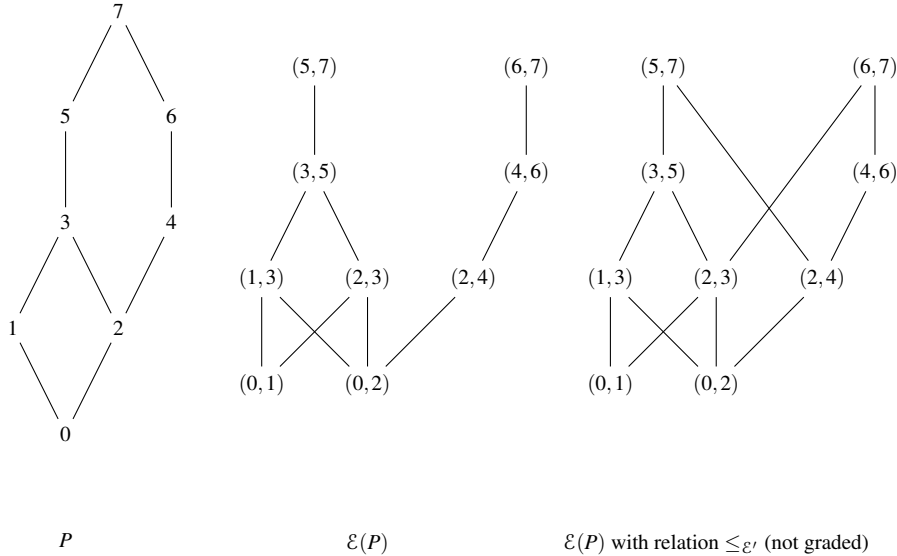 7
(5,7) (6,7) (5,7) (6,7)
5 6
(3,5) (4,6) (3,5) (4,6)
3 4
(1,3) (2,3) (2,4) (1,3) (2,3) (2,4)
1 2
(0,1) (0,2) (0,1) (0,2)
0
P ℰ(P) ℰ(P) with relation ≤ℰ′ (not graded)